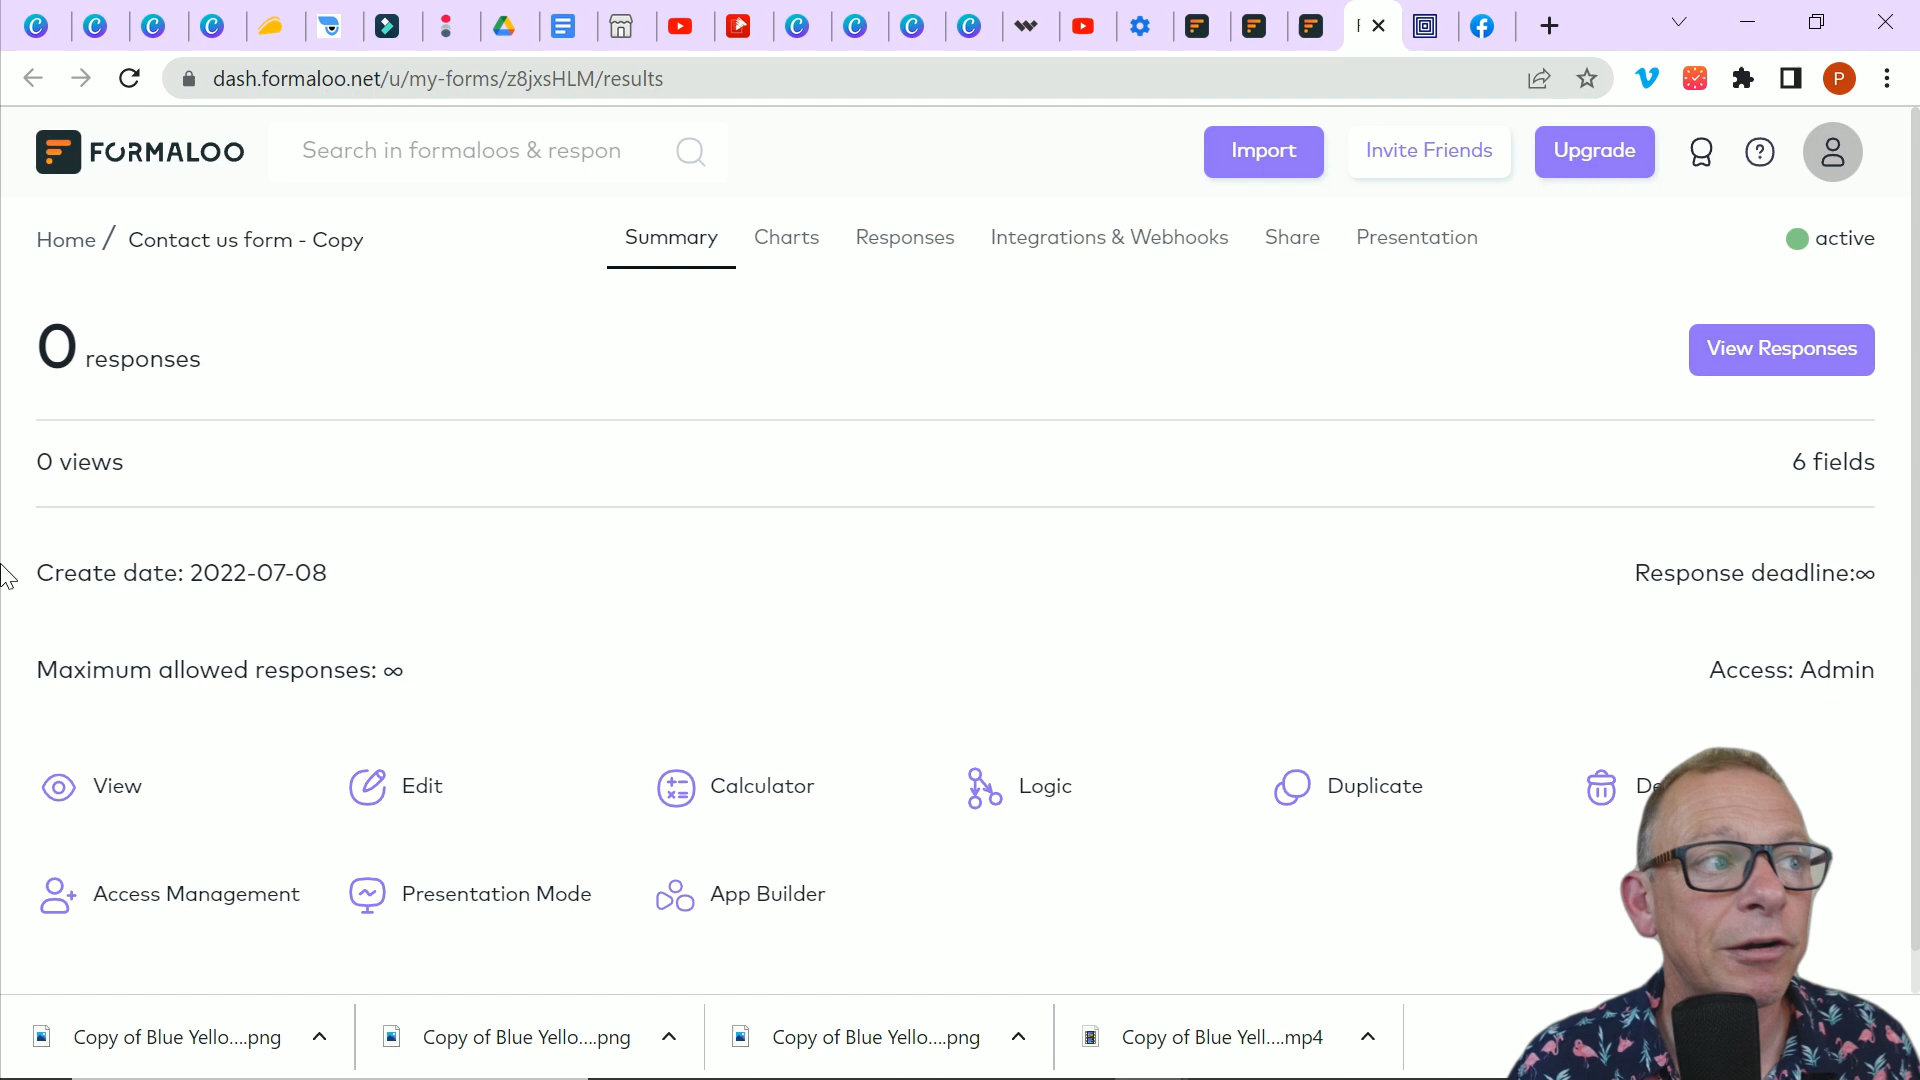 dash.formaloo.net/u/my-forms/z8jxsHLM/results
P
FORMALOO
Search in formaloos & respon
Import
Invite Friends
Upgrade
Home / Contact us form - Copy
Summary
Charts
Responses
Integrations & Webhooks
Share
Presentation
active
0 responses
View Responses
0 views
6 fields
Create date: 2022-07-08
Response deadline:∞
Maximum allowed responses: ∞
Access: Admin
View
Edit
Calculator
Logic
Duplicate
Access Management
Presentation Mode
App Builder
Copy of Blue Yello....png
Copy of Blue Yello....png
Copy of Blue Yello....png
Copy of Blue Yell....mp4